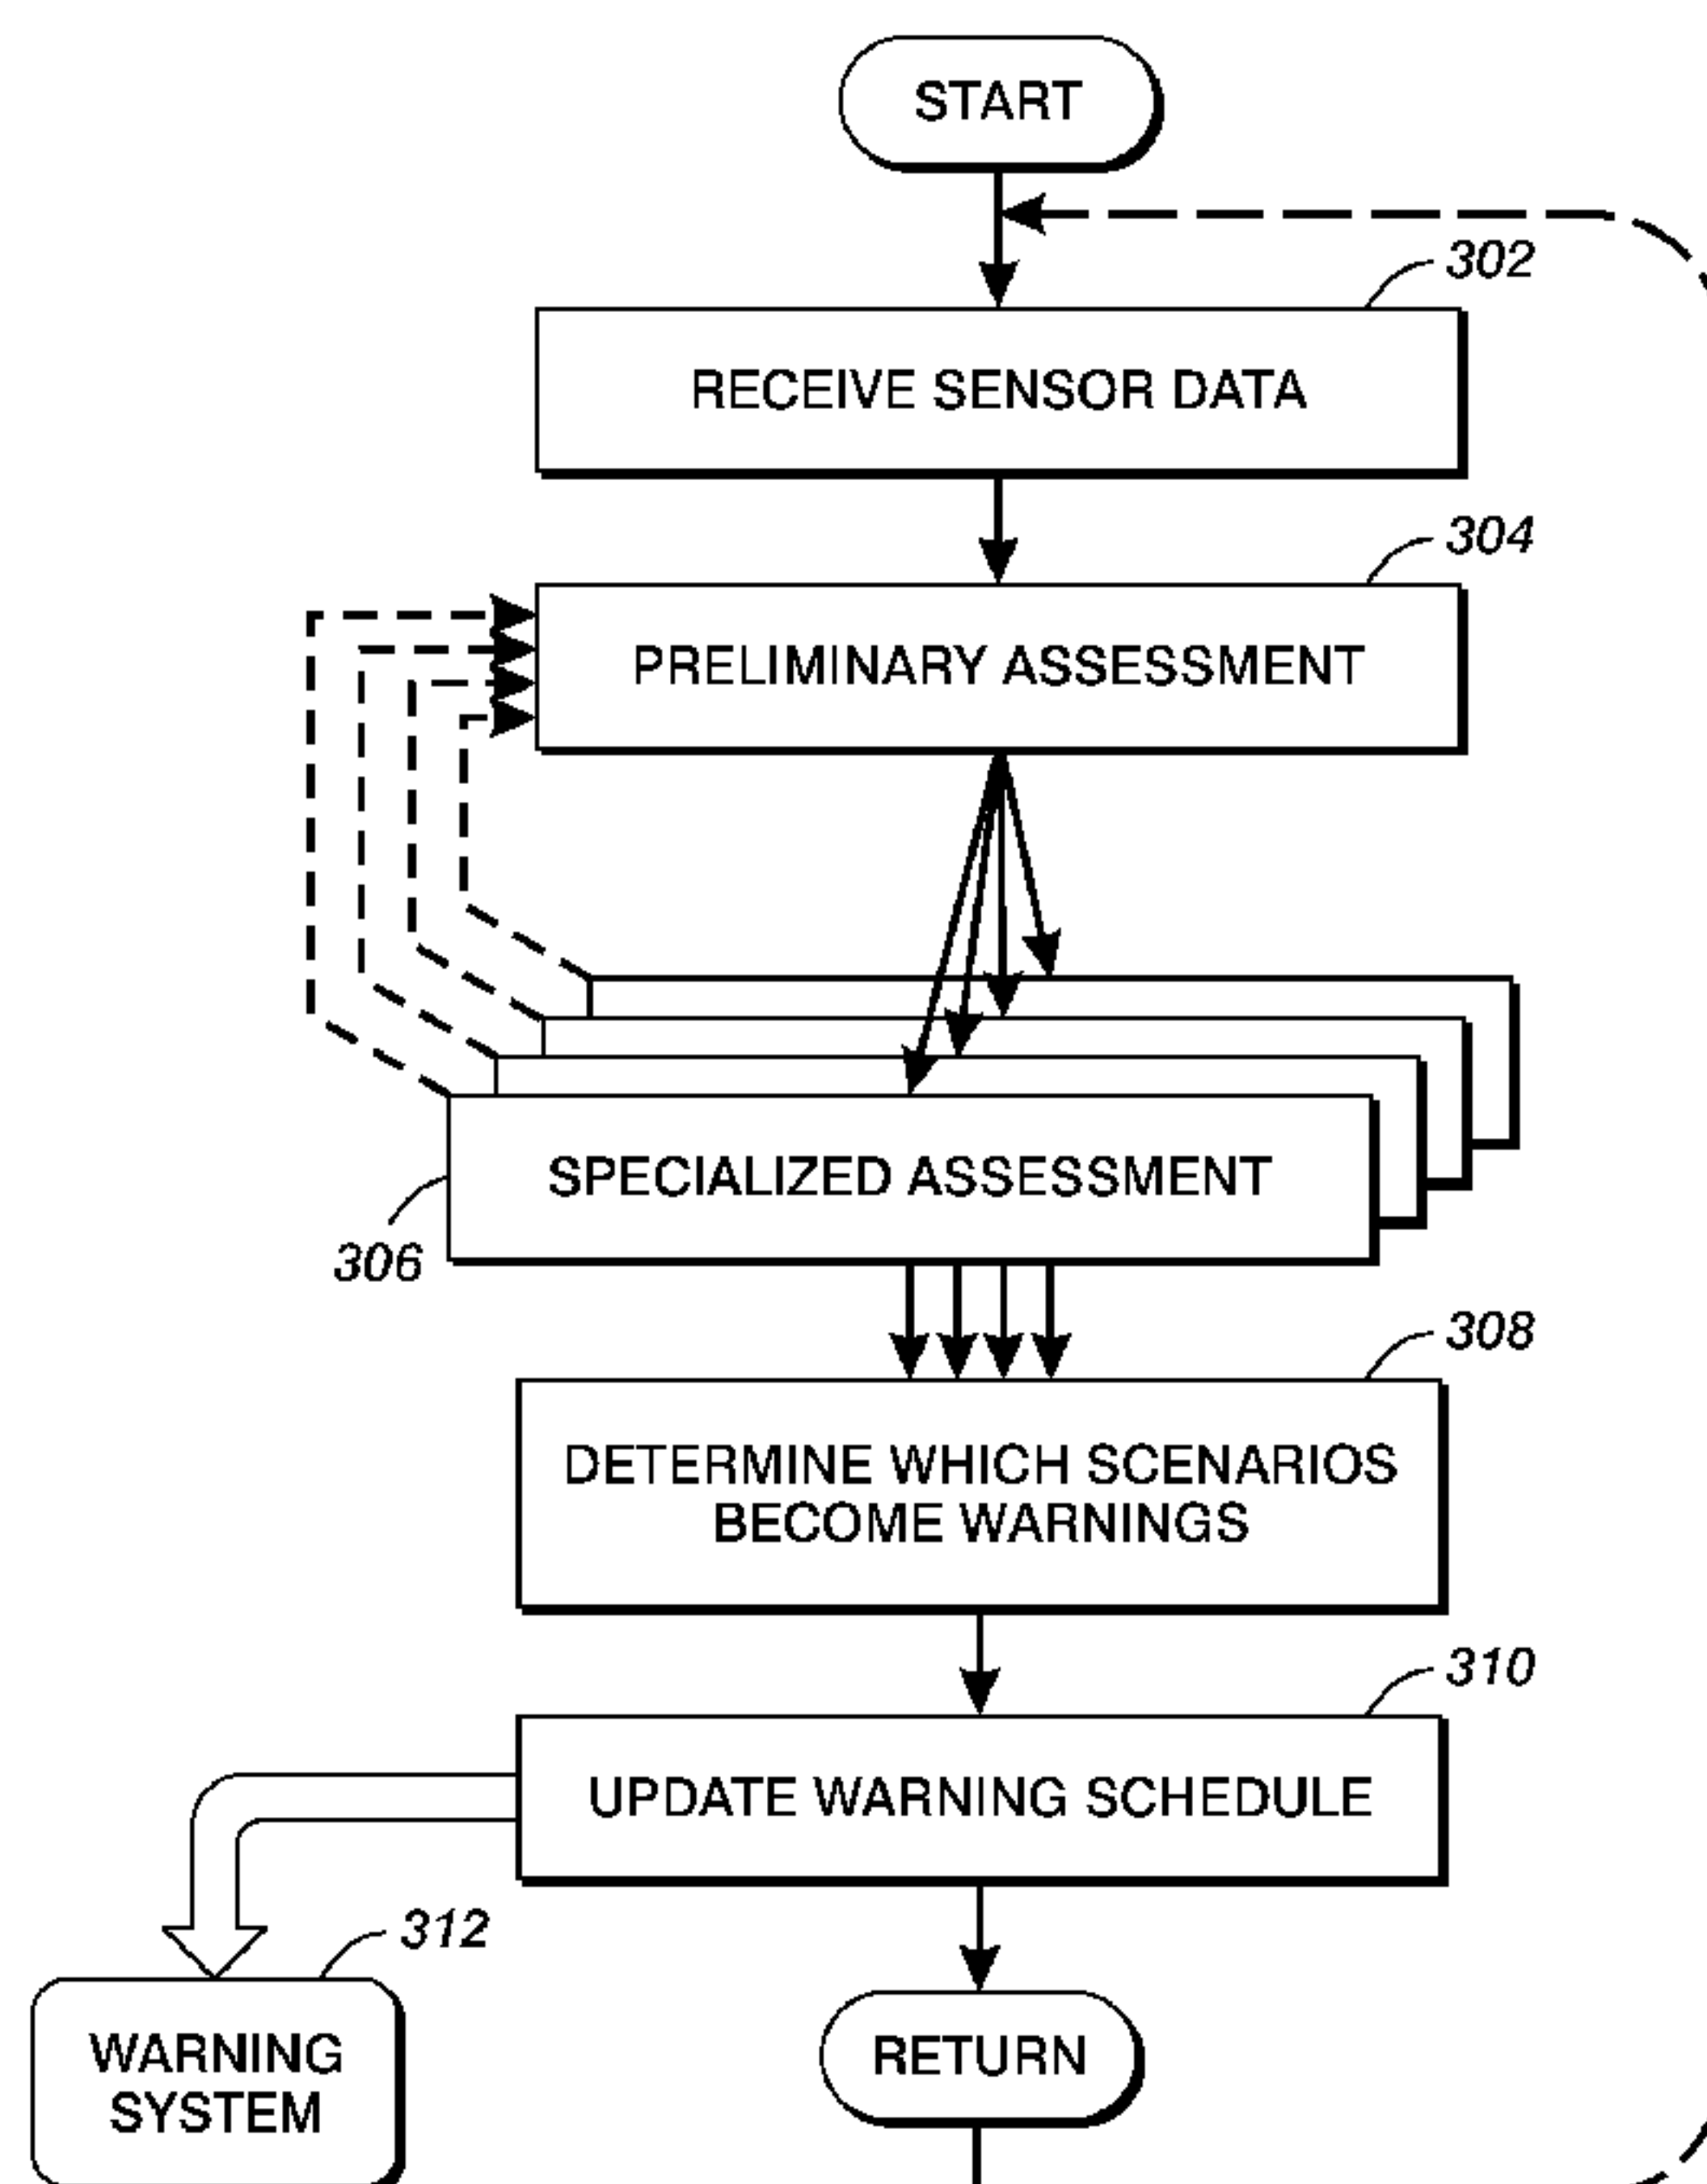 START
302
RECEIVE SENSOR DATA
304
PRELIMINARY ASSESSMENT
SPECIALIZED ASSESSMENT
306
308
DETERMINE WHICH SCENARIOS
BECOME WARNINGS
310
UPDATE WARNING SCHEDULE
312
WARNING
SYSTEM
RETURN